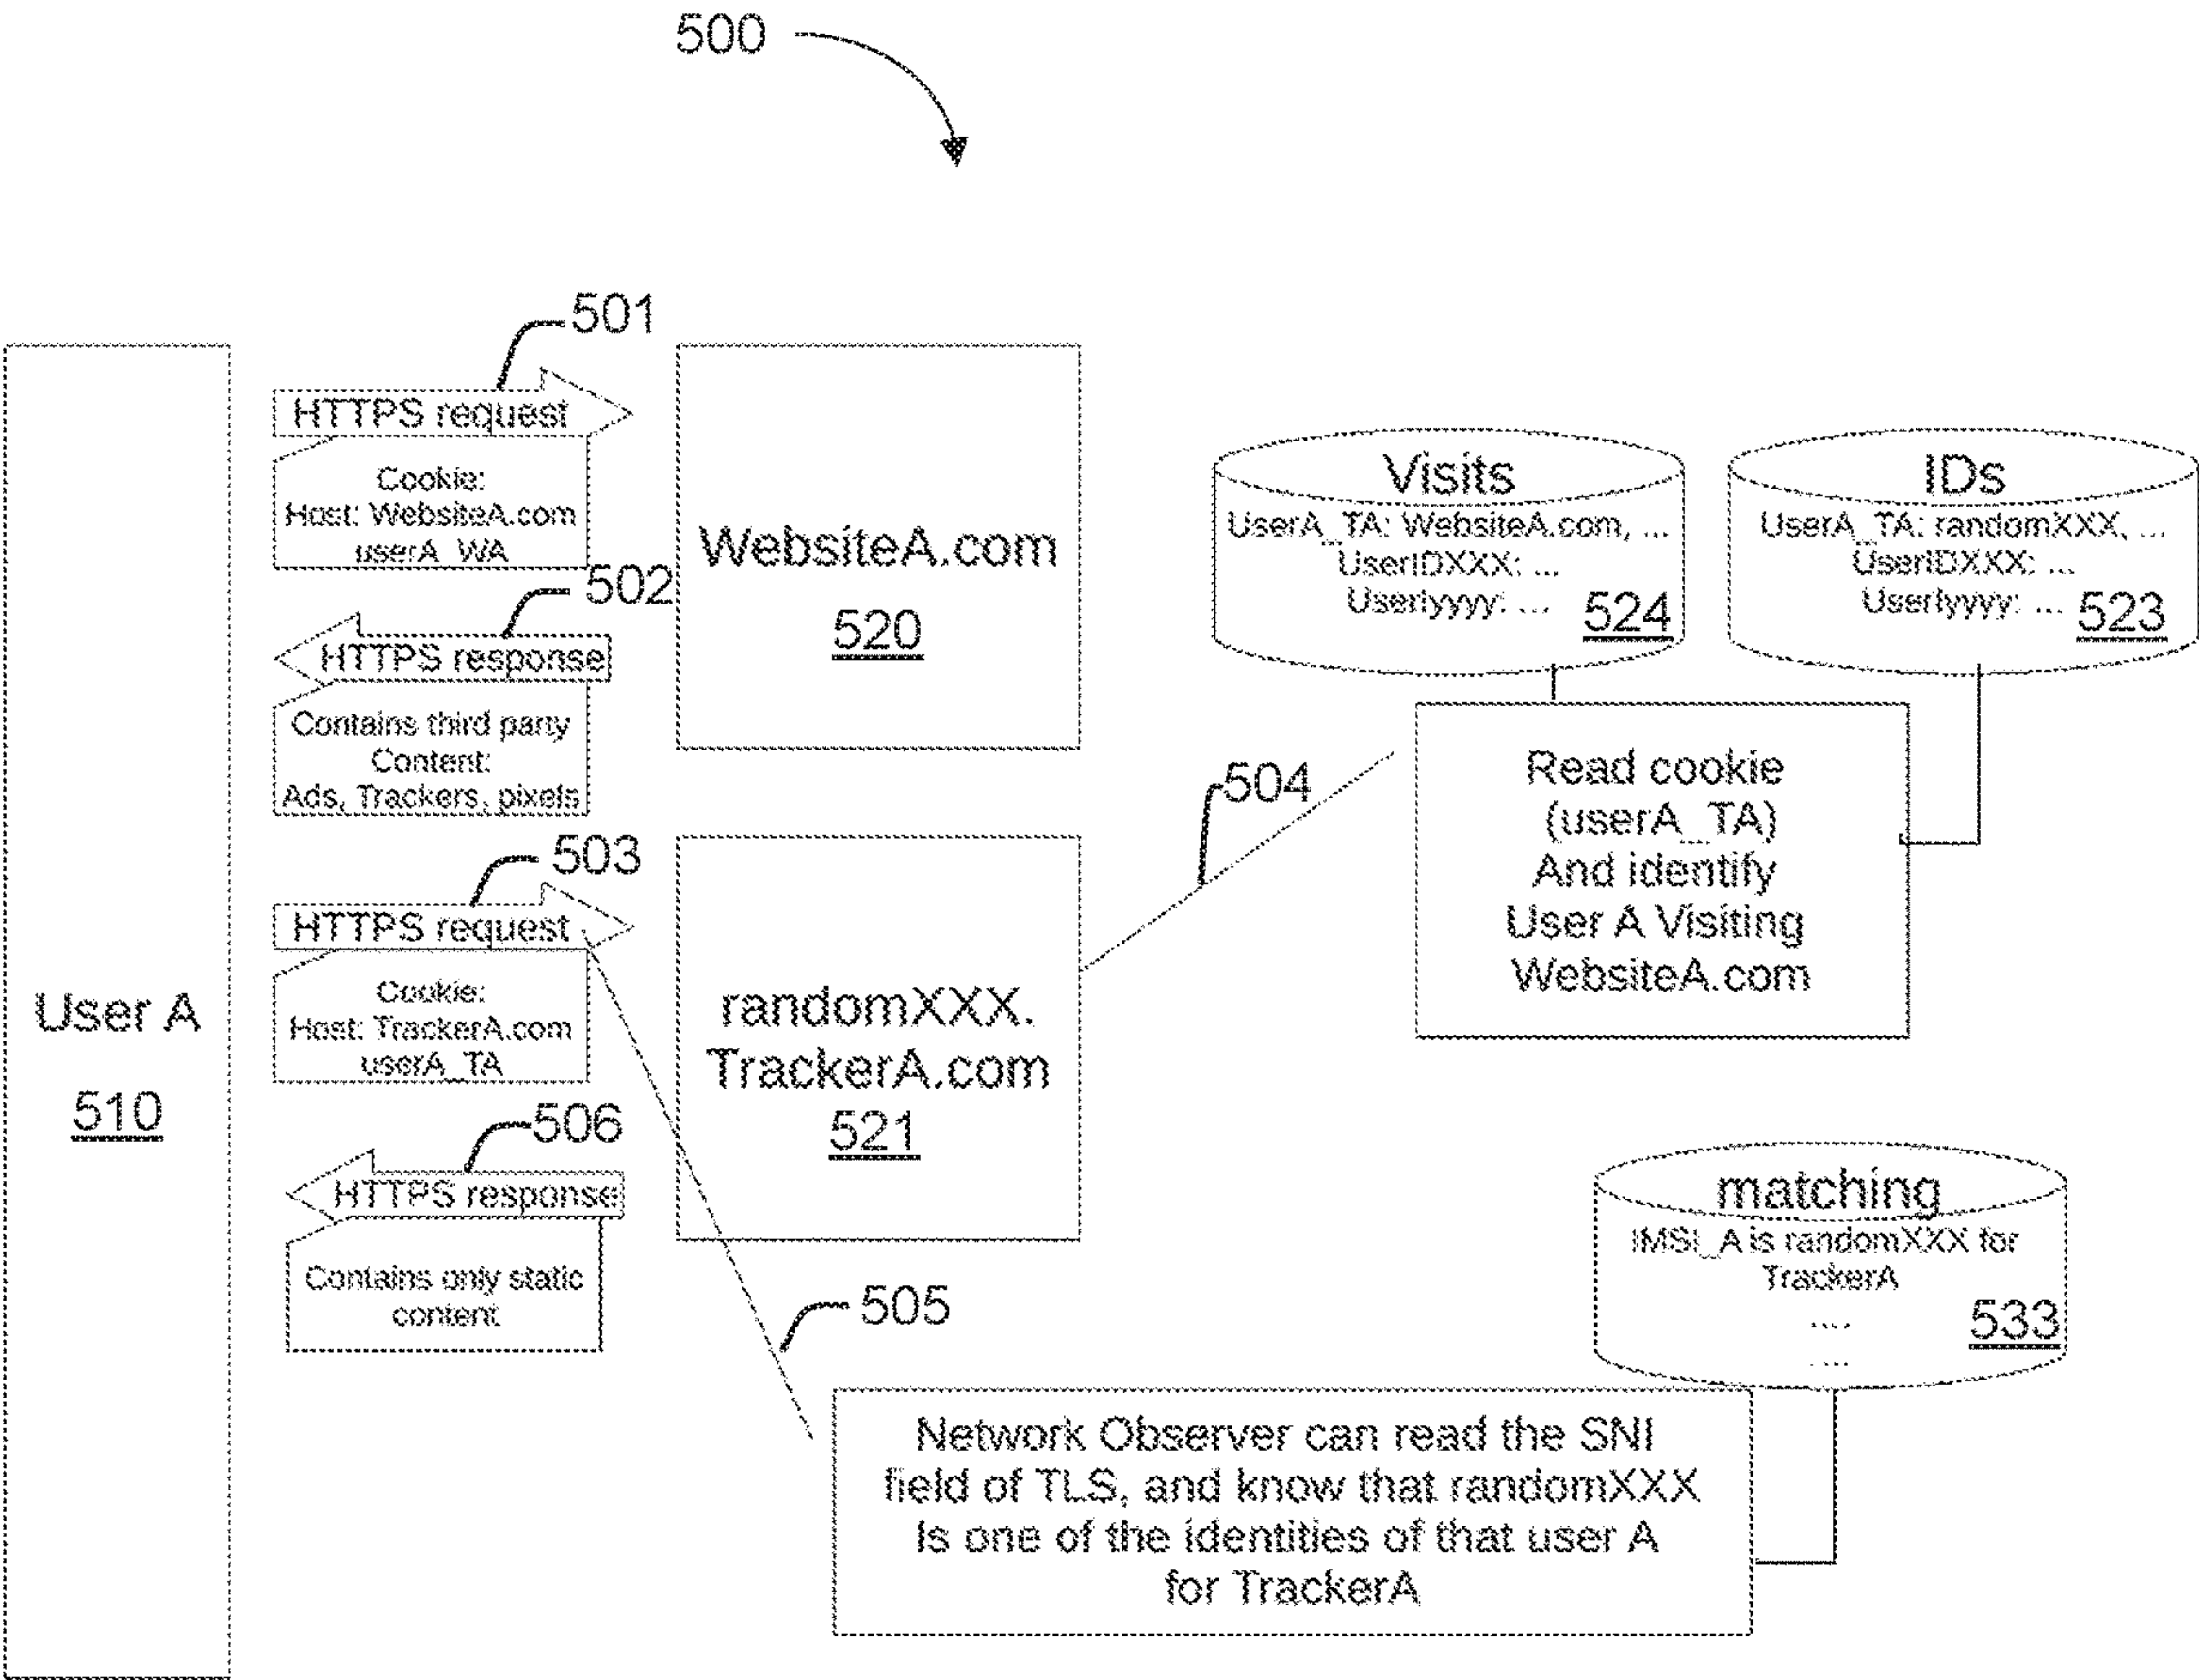 500
501
HTTPS request
Cookie:
Host: WebsiteA.com
userA_WA
502
HTTPS response
Contains third party
Content:
Ads, Trackers, pixels
503
HTTPS request
Cookie:
Host: TrackerA.com
userA_TA
506
HTTPS response
Contains only static
content
User A
510
WebsiteA.com
520
randomXXX.
TrackerA.com
521
504
505
Visits
UserA_TA: WebsiteA.com, ...
UserIDXXX: ...
UserIyyyy: ...
524
IDs
UserA_TA: randomXXX, ...
UserIDXXX: ...
UserIyyyy: ...
523
Read cookie
(userA_TA)
And identify
User A Visiting
WebsiteA.com
matching
IMSI_A is randomXXX for
TrackerA
....
....
533
Network Observer can read the SNI
field of TLS, and know that randomXXX
Is one of the identities of that user A
for TrackerA